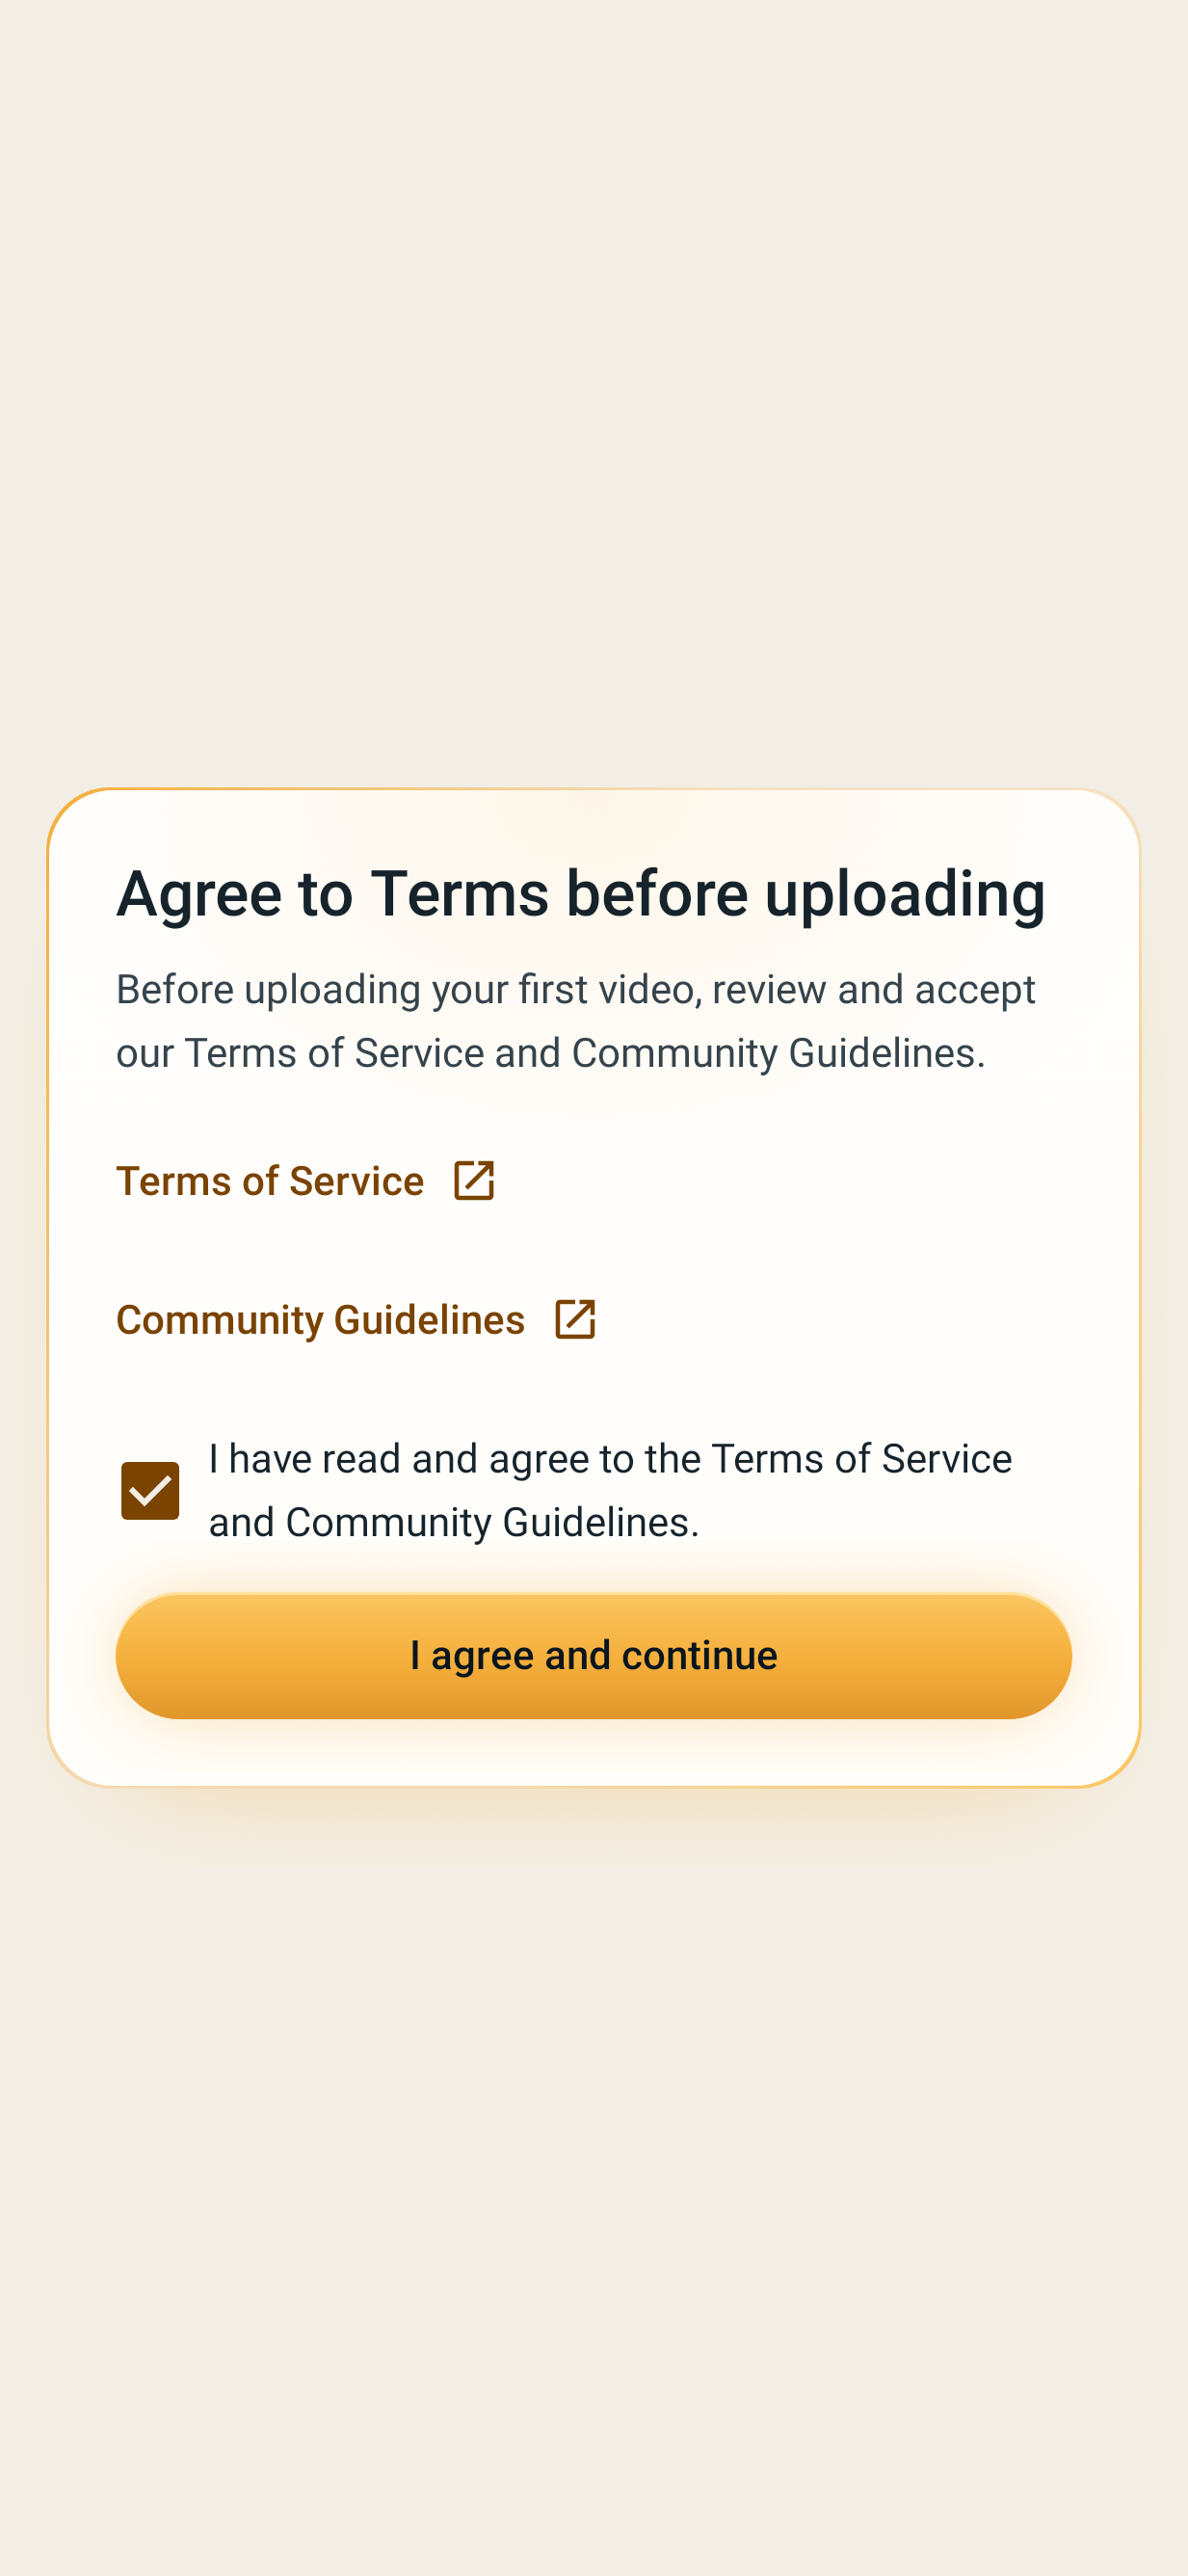 Agree to Terms before uploading
Before uploading your first video, review and accept
our Terms of Service and Community Guidelines.
Terms of Service
Community Guidelines
I have read and agree to the Terms of Service
and Community Guidelines.
I agree and continue